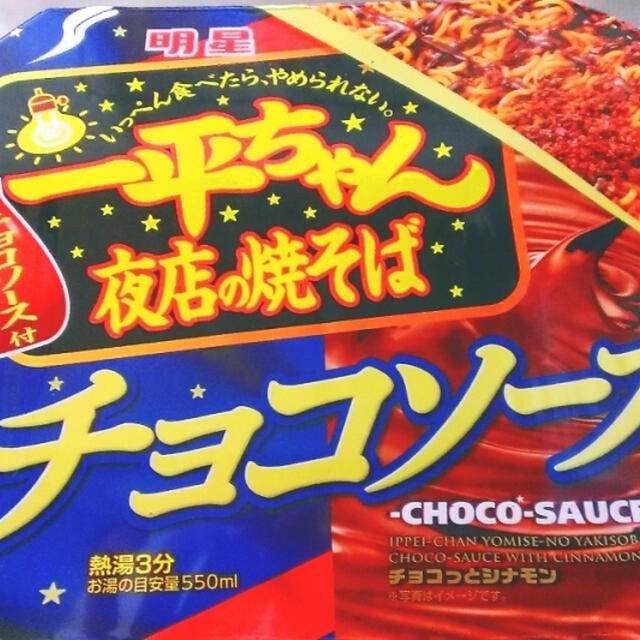 明星
いっぺん食べたら、やめられない。
一平ちゃん
夜店の焼そば
チョコソース付
チョコソース
-CHOCO-SAUCE
IPPEI-CHAN YOMISE-NO YAKISOBA
CHOCO-SAUCE WITH CINNAMON
チョコっとシナモン
※写真はイメージです。
熱湯3分
お湯の目安量550ml